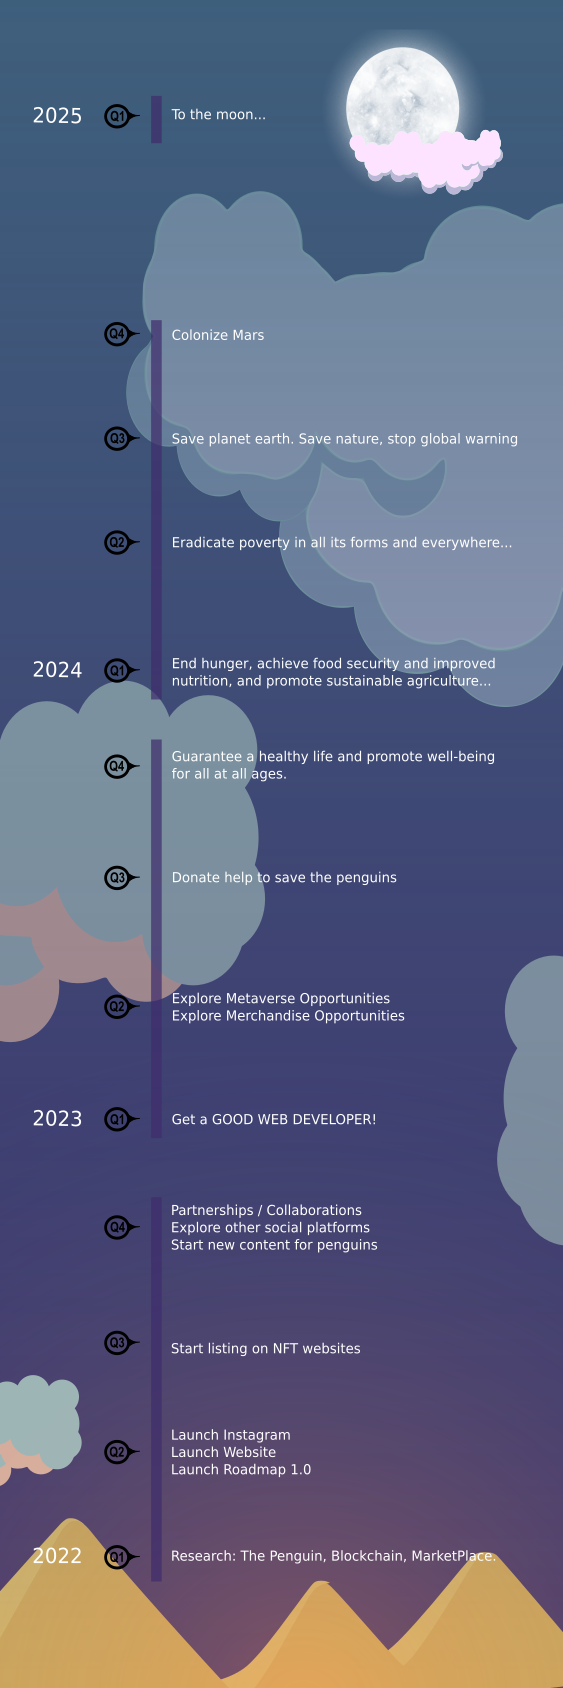 2025 Q1 To the moon...
Q4 Colonize Mars
Q3 Save planet earth. Save nature, stop global warning
Q2 Eradicate poverty in all its forms and everywhere...
2024 Q1 End hunger, achieve food security and improved
nutrition, and promote sustainable agriculture...
Q4 Guarantee a healthy life and promote well-being
for all at all ages.
Q3 Donate help to save the penguins
Q2 Explore Metaverse Opportunities
Explore Merchandise Opportunities
2023 Q1 Get a GOOD WEB DEVELOPER!
Q4 Partnerships / Collaborations
Explore other social platforms
Start new content for penguins
Q3 Start listing on NFT websites
Q2 Launch Instagram
Launch Website
Launch Roadmap 1.0
2022 Q1 Research: The Penguin, Blockchain, MarketPlace.